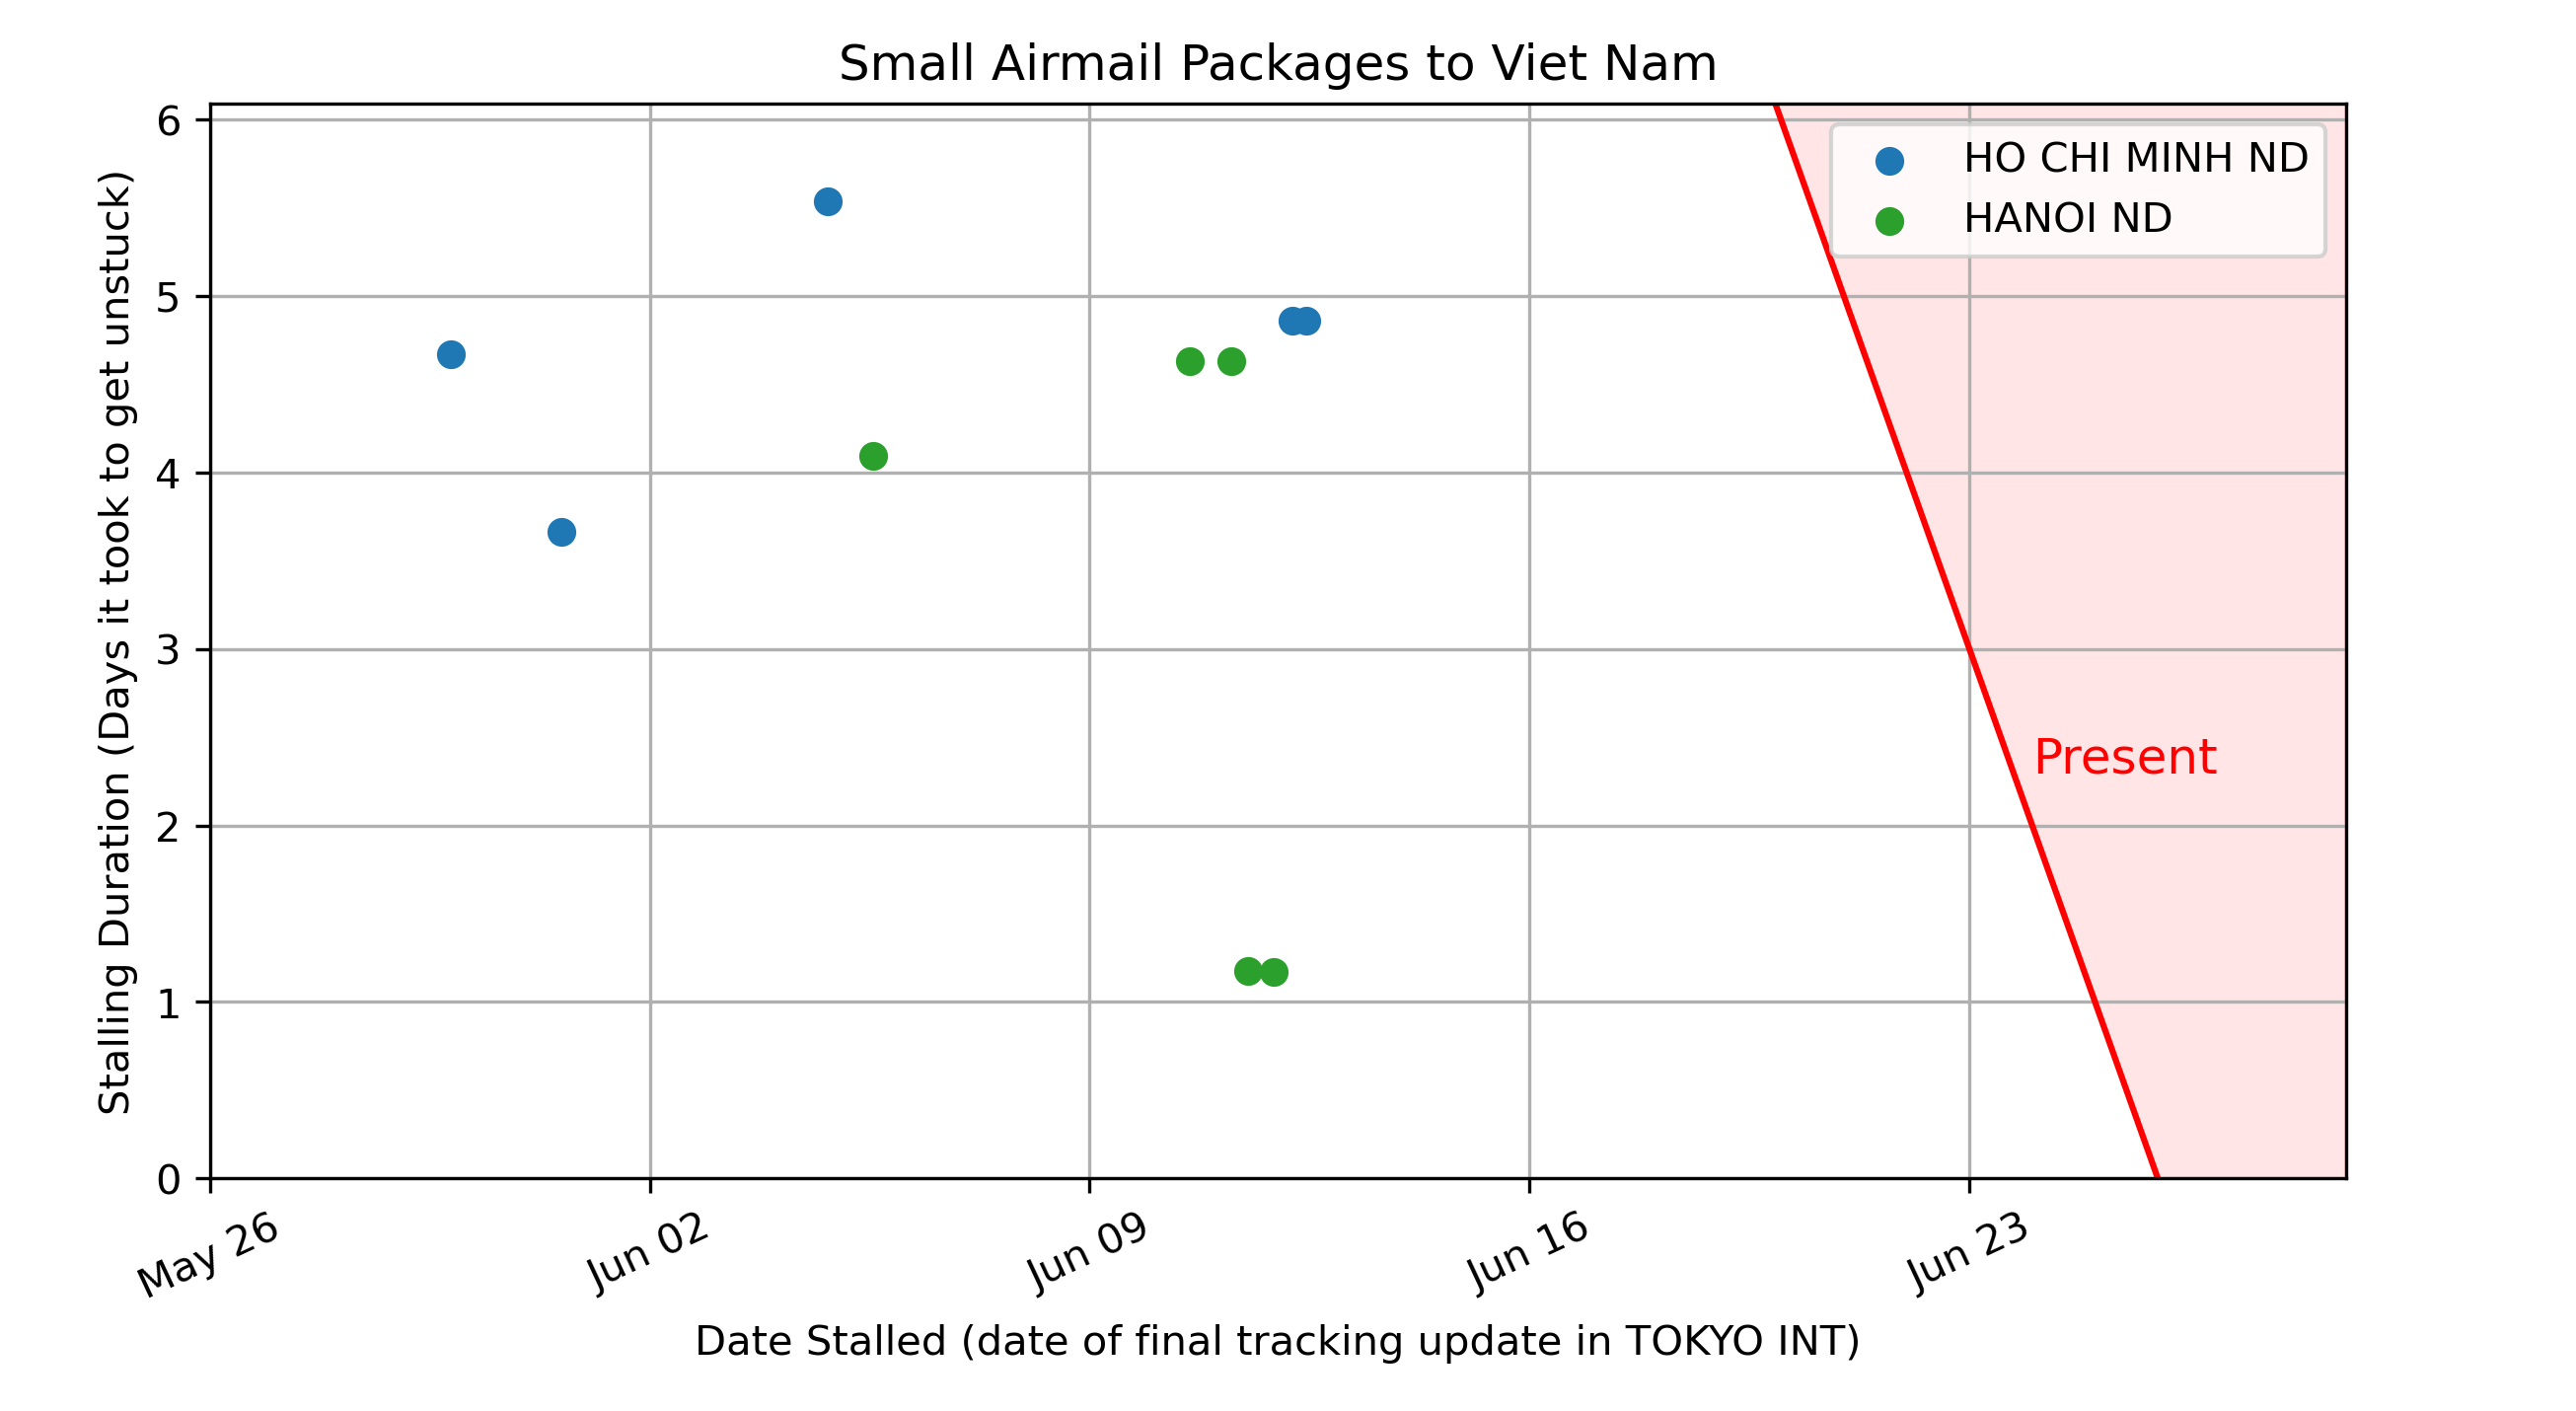 Small Airmail Packages to Viet Nam
Stalling Duration (Days it took to get unstuck)
6
5
4
3
2
1
0
HO CHI MINH ND
HANOI ND
Present
May 26
Jun 02
Jun 09
Jun 16
Jun 23
Date Stalled (date of final tracking update in TOKYO INT)